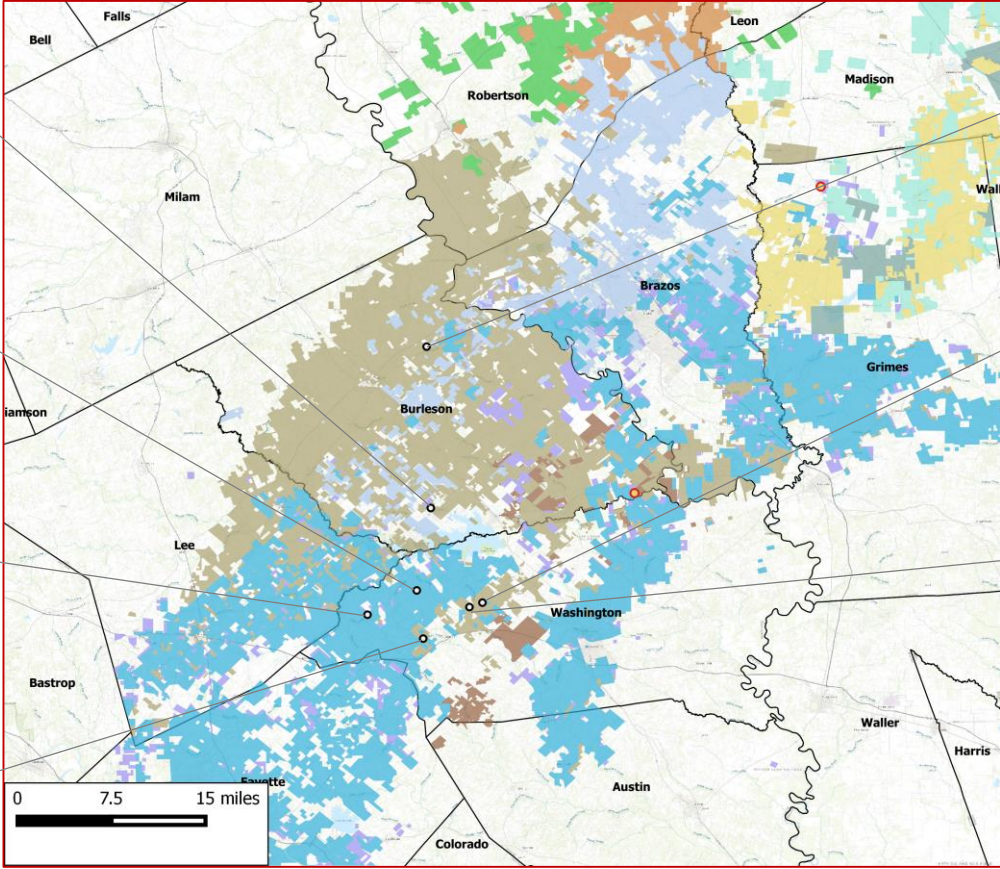 Falls
Leon
Bell
Madison
Robertson
Milam
Wall
Brazos
Grimes
iamson
Burleson
Lee
Washington
Bastrop
Waller
Harris
Fayette
Austin
0 7.5 15 miles
Colorado